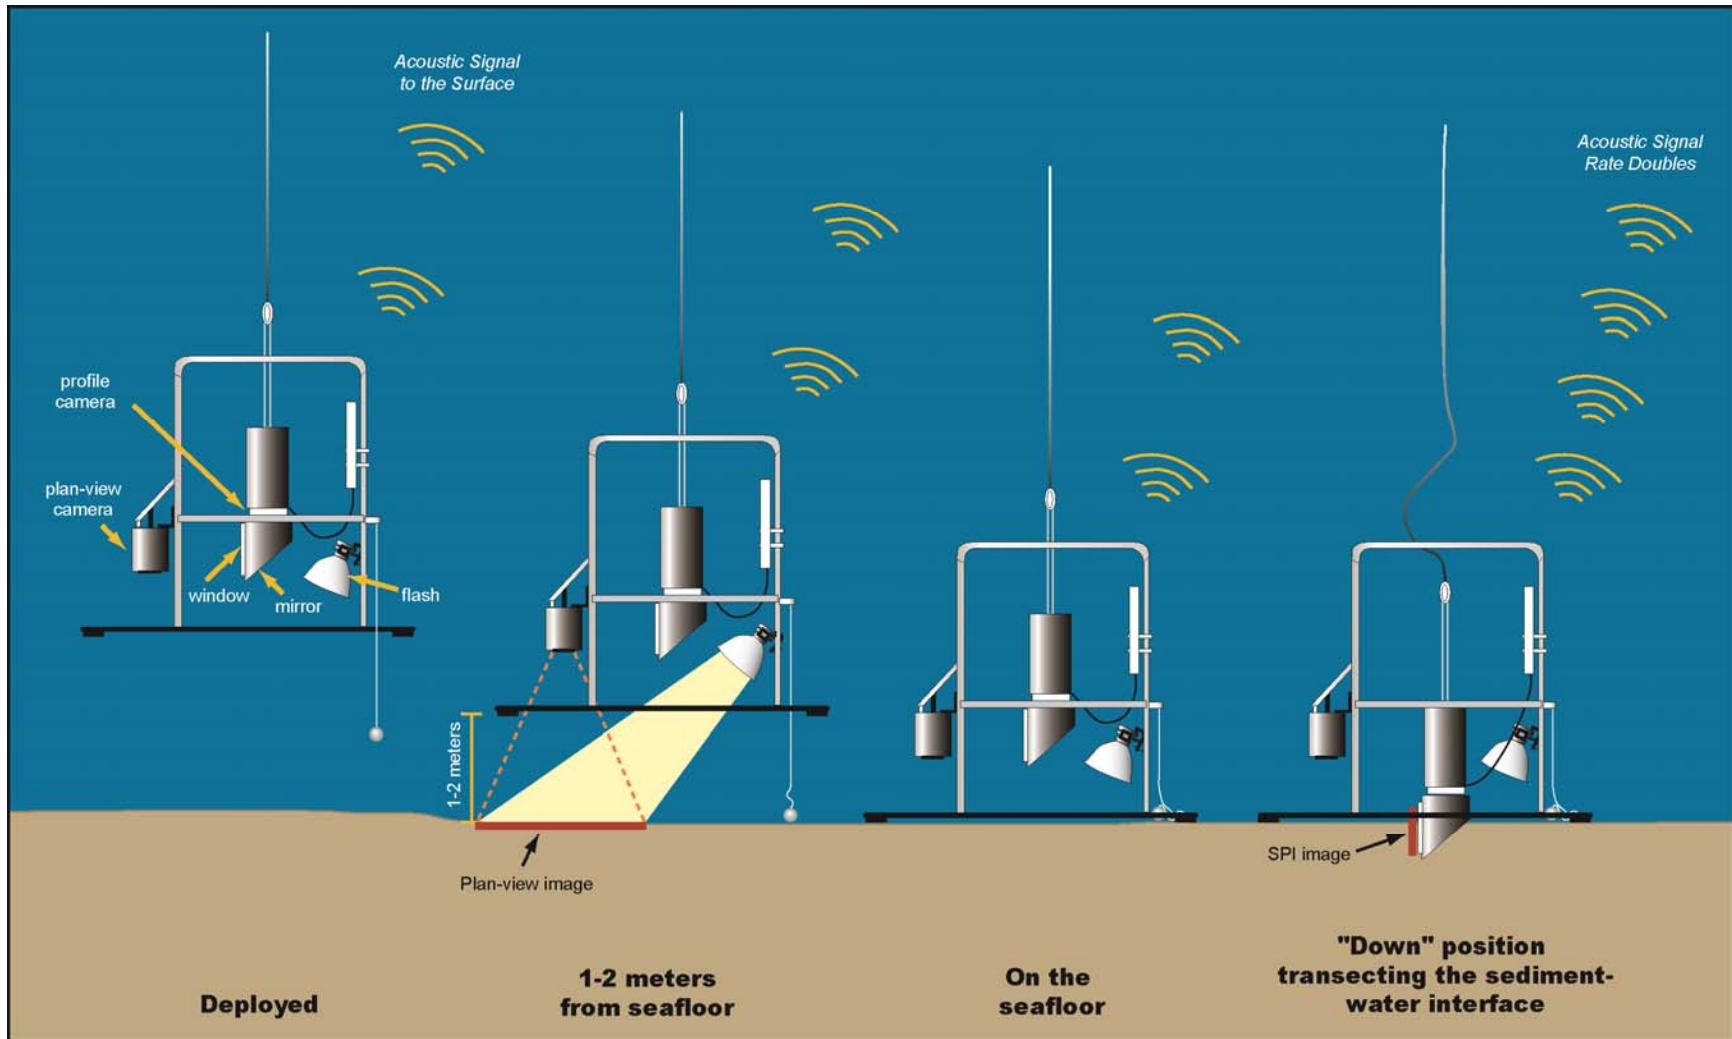 Acoustic Signal
to the Surface
Acoustic Signal
Rate Doubles
profile
camera
plan-view
camera
window
mirror
flash
1-2 meters
Plan-view image
SPI image
Deployed
1-2 meters
from seafloor
On the
seafloor
"Down" position
transecting the sediment-
water interface